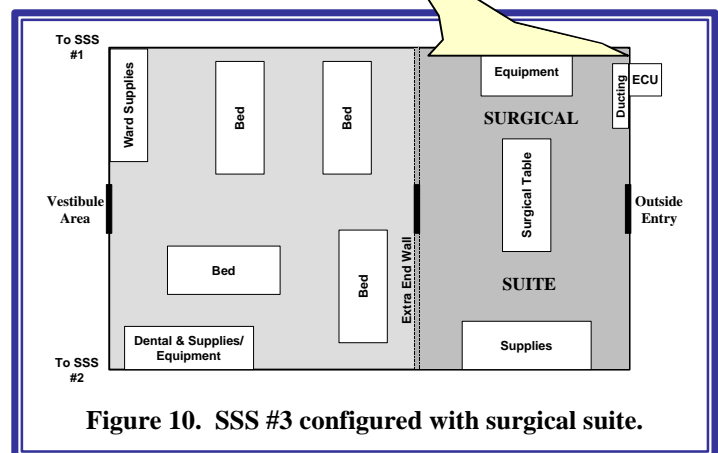 To SSS
#1
Ward Supplies
Bed
Bed
Equipment
Ducting
ECU
SURGICAL
Surgical Table
Vestibule
Area
Outside
Entry
Bed
Bed
Extra End Wall
SUITE
Dental & Supplies/
Equipment
Supplies
To SSS
#2
Figure 10. SSS #3 configured with surgical suite.